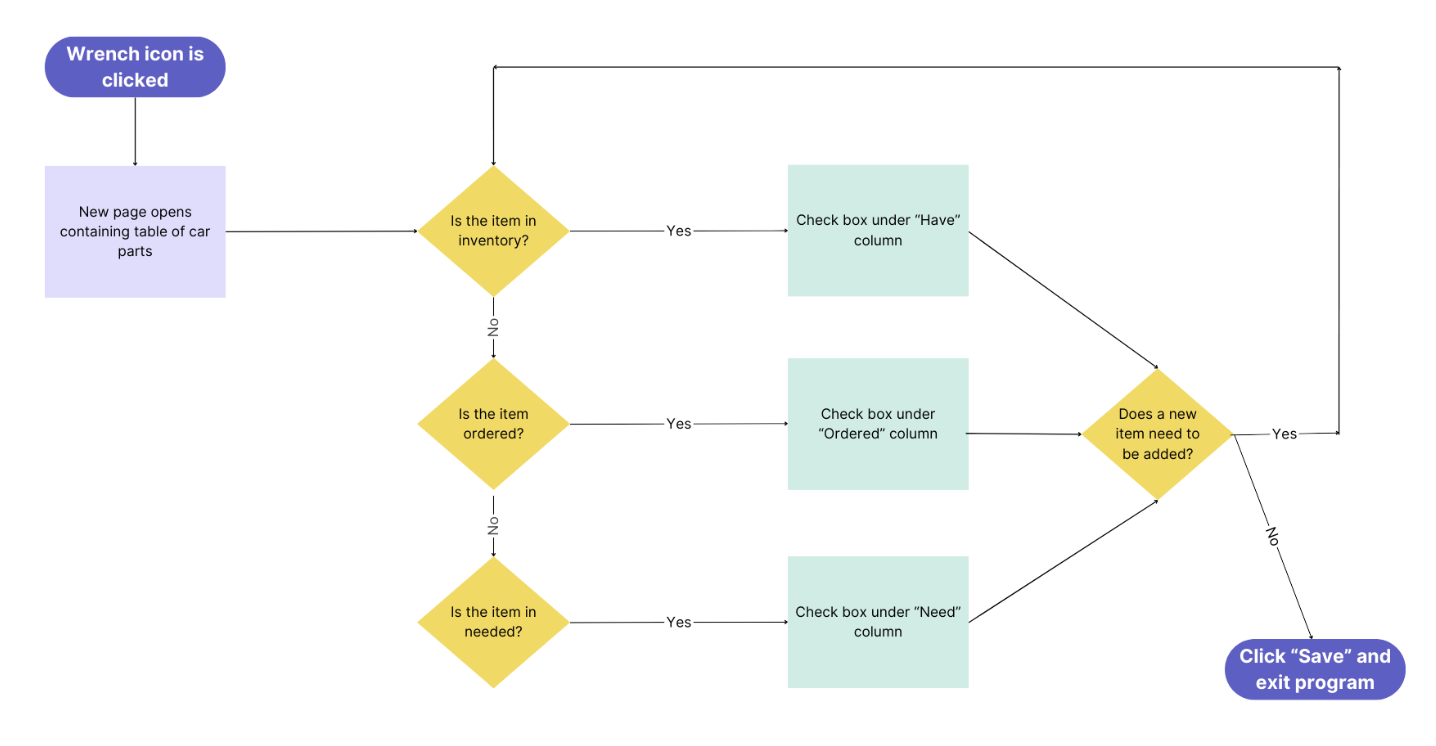 Wrench icon is
clicked
New page opens
containing table of car
parts
Is the item in
inventory?
Yes
Check box under “Have”
column
No
Is the item
ordered?
Yes
Check box under
“Ordered” column
Does a new
item need to
be added?
Yes
No
Is the item in
needed?
Yes
Check box under “Need”
column
No
Click “Save” and
exit program